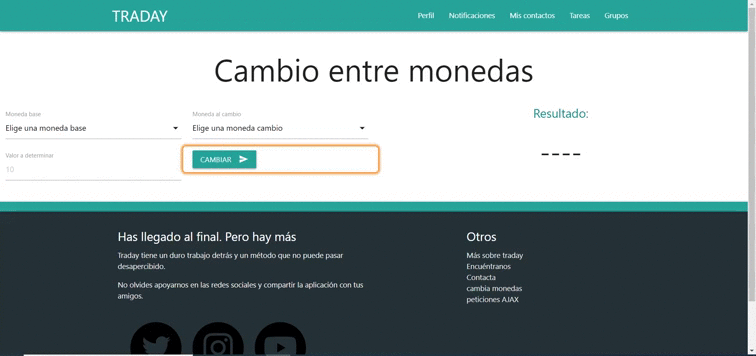 TRADAY
Perfil Notificaciones Mis contactos Tareas Grupos
Cambio entre monedas
Moneda base
Elige una moneda base
Moneda al cambio
Elige una moneda cambio
Resultado:
----
Valor a determinar
10
CAMBIAR
Has llegado al final. Pero hay más
Traday tiene un duro trabajo detrás y un método que no puede pasar
desapercibido.
No olvides apoyarnos en las redes sociales y compartir la aplicación con tus
amigos.
Otros
Más sobre traday
Encuéntranos
Contacta
cambia monedas
peticiones AJAX